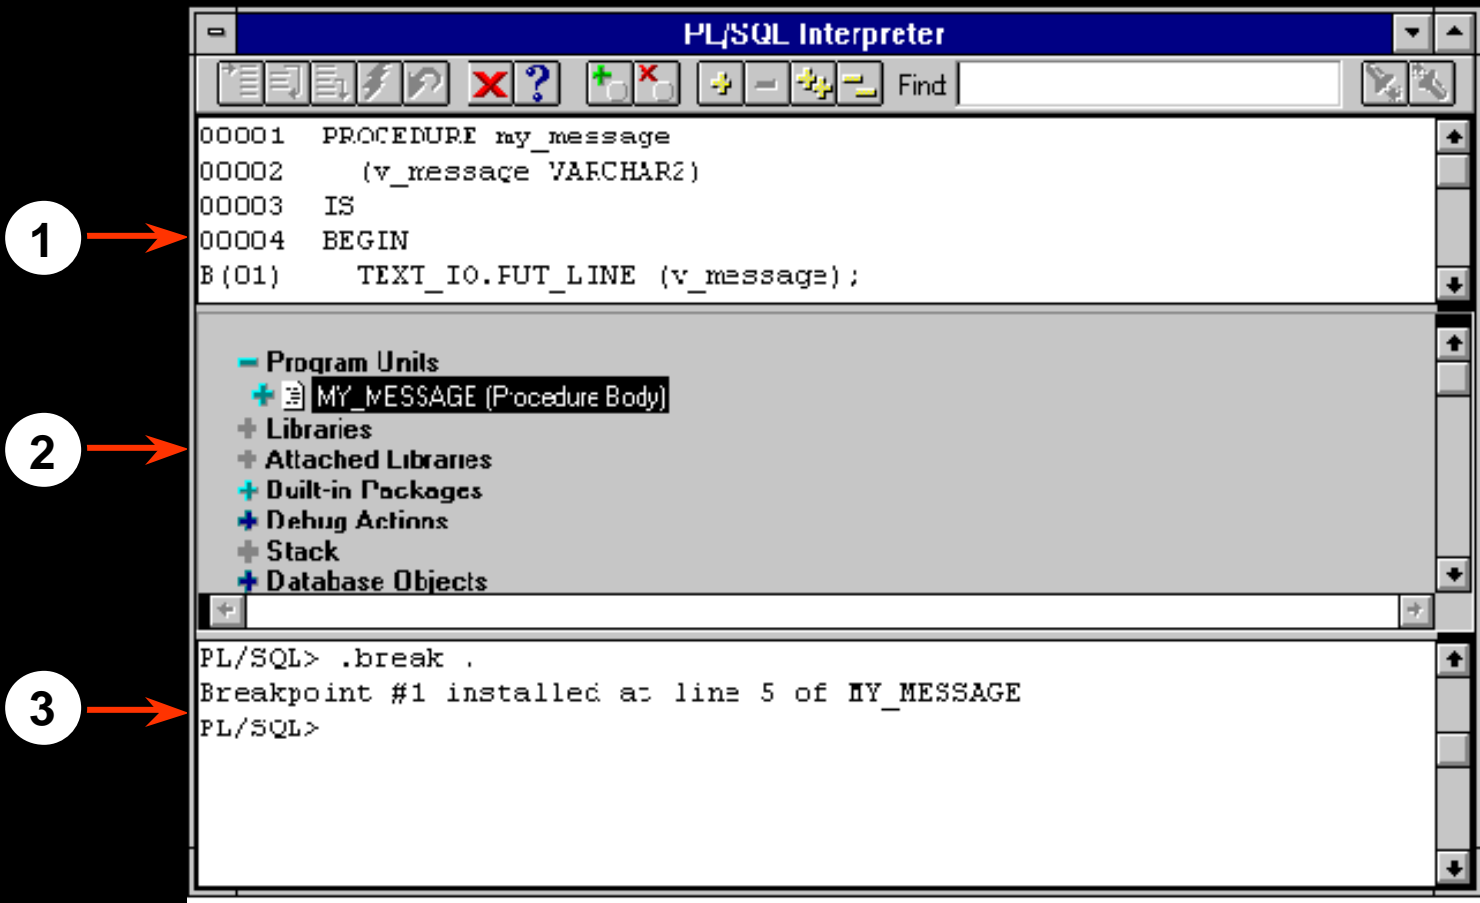 PL/SQL Interpreter
Find
00001 PROCEDURE my_message
00002 (v_message VARCHAR2)
00003 IS
1
00004 BEGIN
B(01) TEXT_IO.PUT_LINE (v_message);
Program Units
MY_MESSAGE (Procedure Body)
Libraries
2
Attached Libraries
Built-in Packages
Debug Actions
Stack
Database Objects
PL/SQL> .break .
Breakpoint #1 installed at line 5 of MY_MESSAGE
3
PL/SQL>